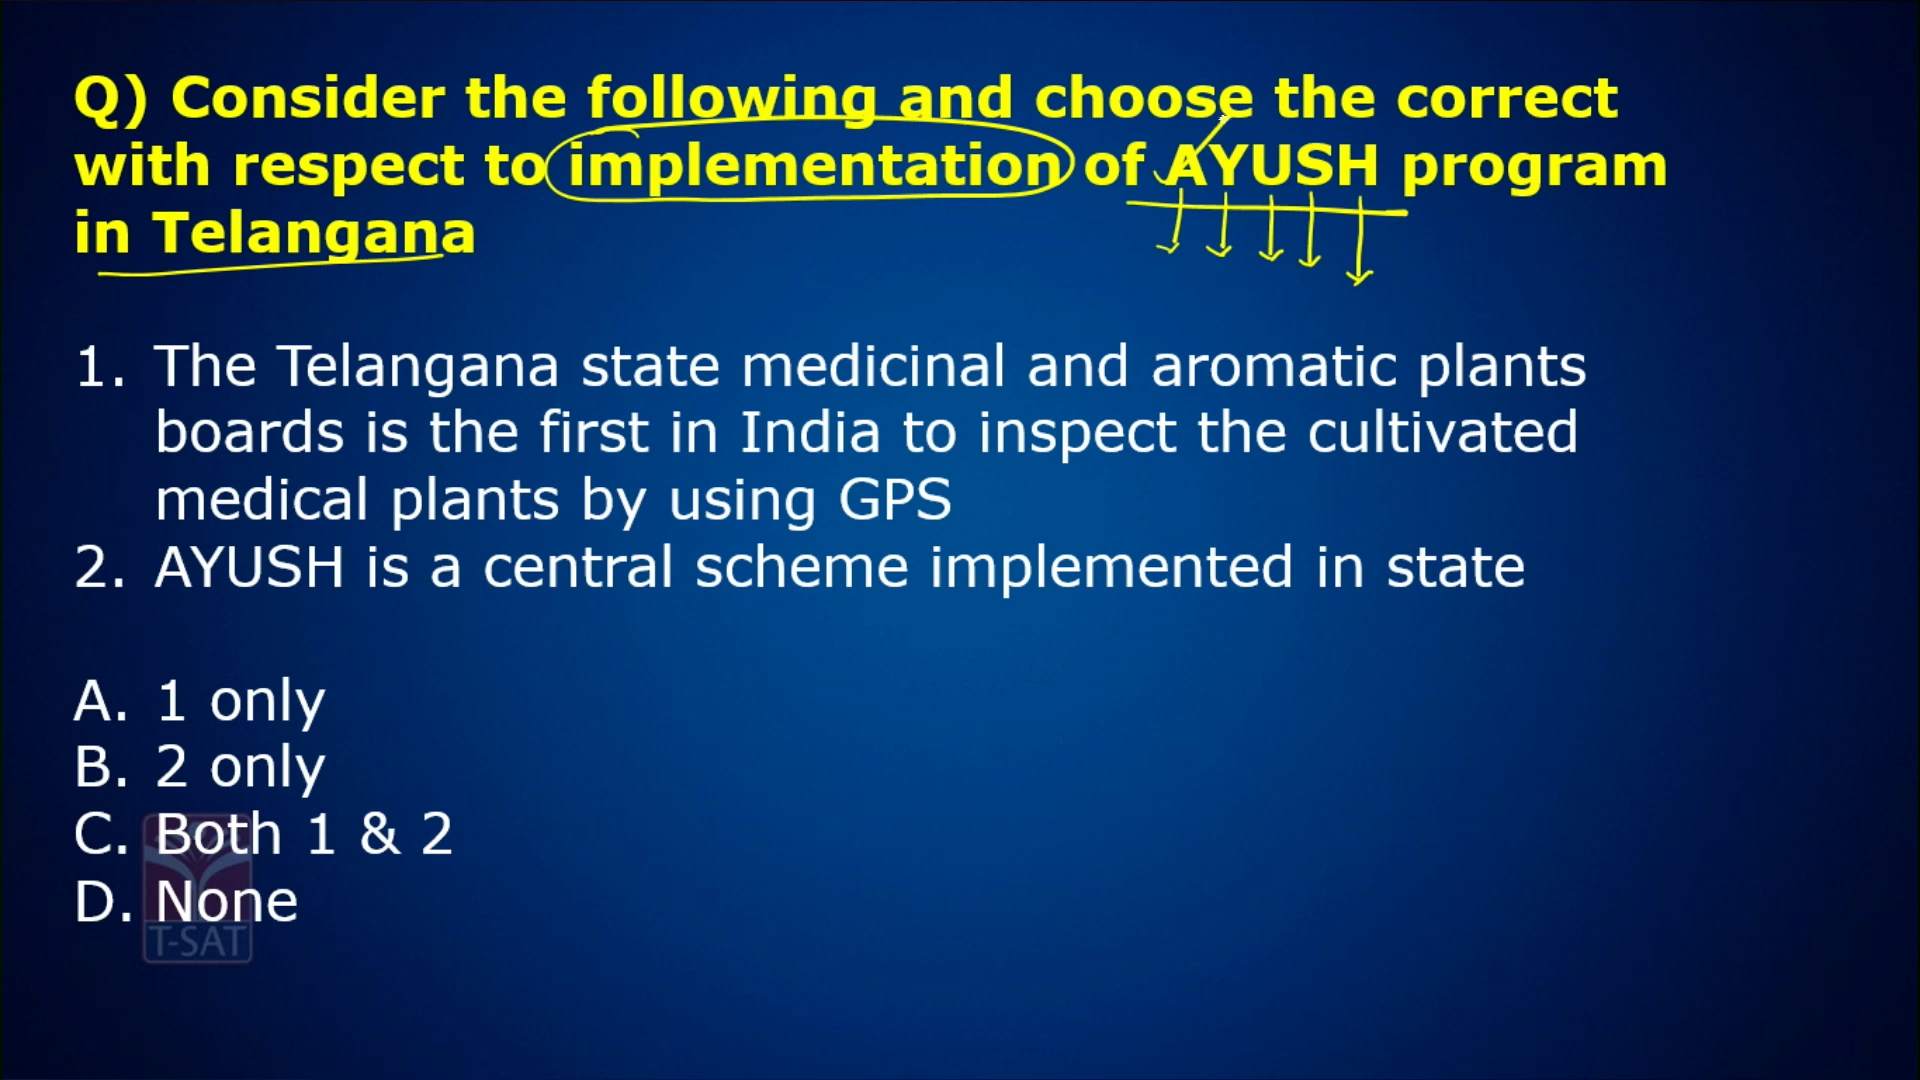 Q) Consider the following and choose the correct
with respect to implementation of AYUSH program
in Telangana
1. The Telangana state medicinal and aromatic plants
boards is the first in India to inspect the cultivated
medical plants by using GPS
2. AYUSH is a central scheme implemented in state
A. 1 only
B. 2 only
C. Both 1 & 2
D. None
T-SAT